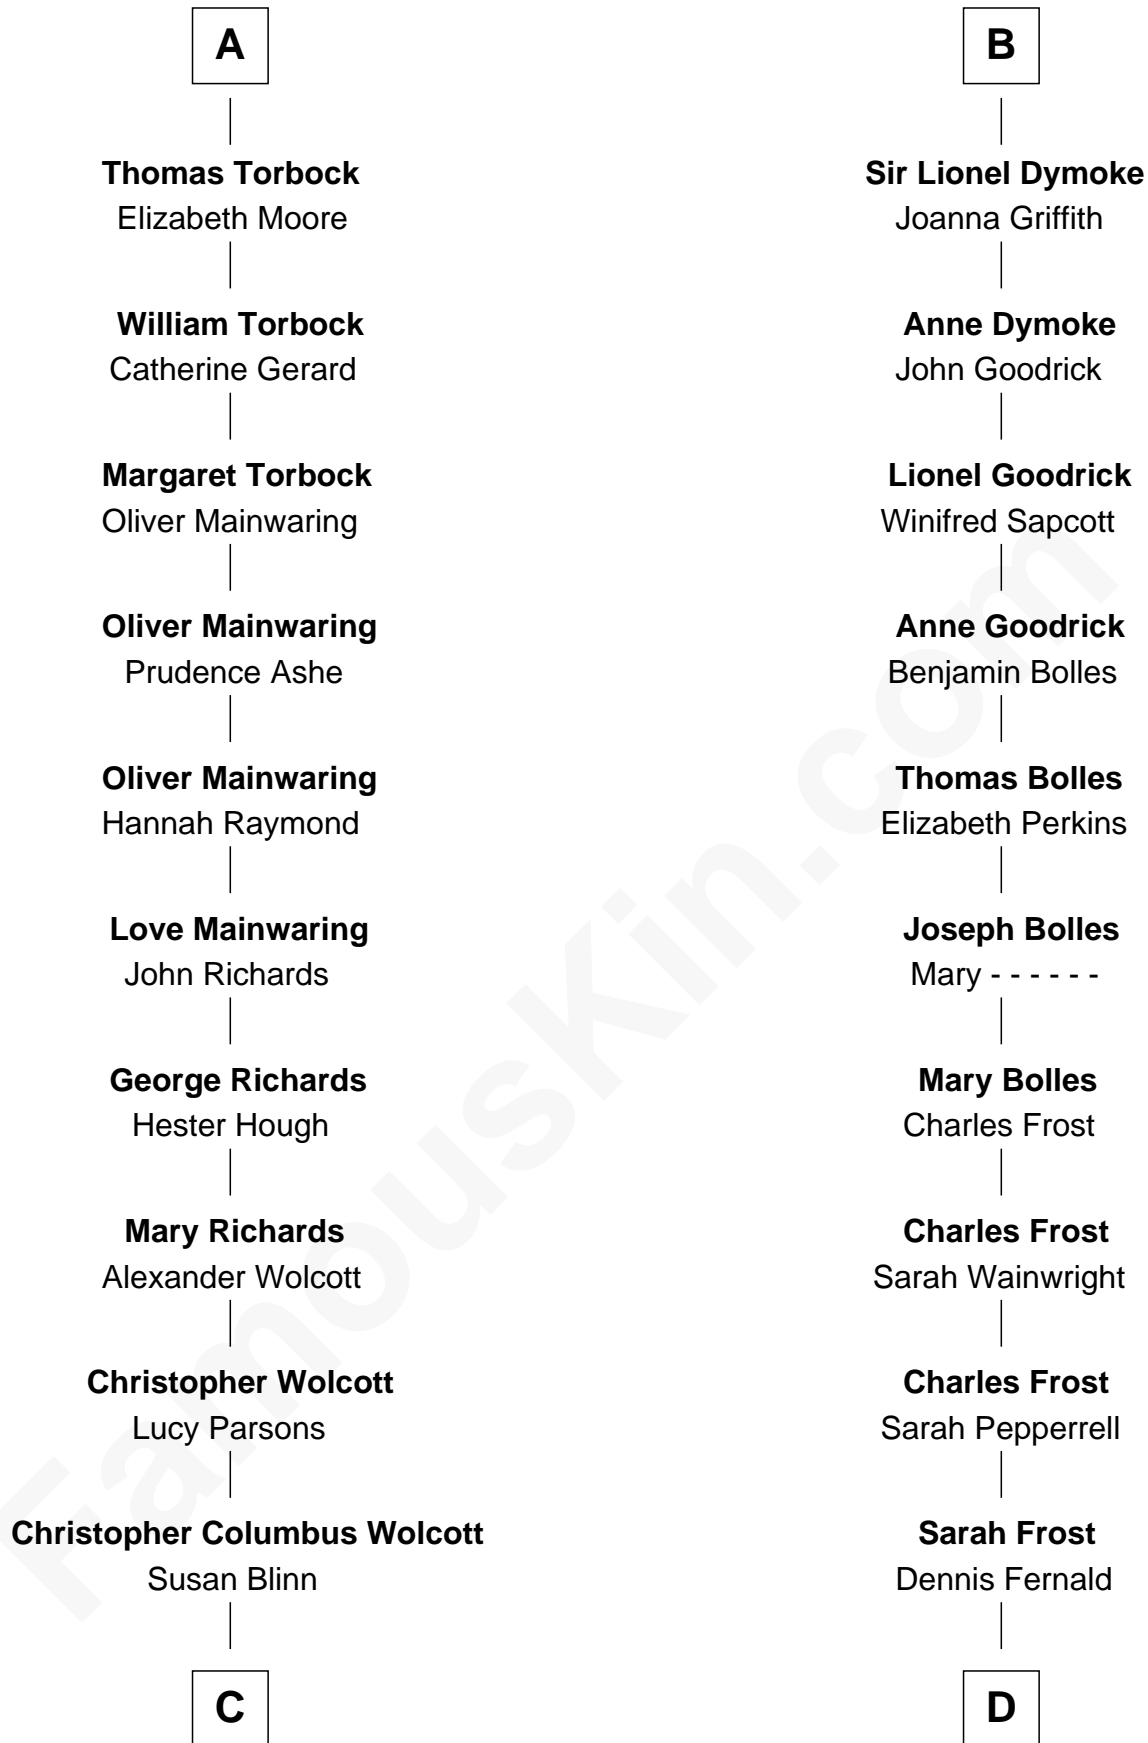 A
Thomas Torbock
Elizabeth Moore
William Torbock
Catherine Gerard
Margaret Torbock
Oliver Mainwaring
Oliver Mainwaring
Prudence Ashe
Oliver Mainwaring
Hannah Raymond
Love Mainwaring
John Richards
George Richards
Hester Hough
Mary Richards
Alexander Wolcott
Christopher Wolcott
Lucy Parsons
Christopher Columbus Wolcott
Susan Blinn
C
B
Sir Lionel Dymoke
Joanna Griffith
Anne Dymoke
John Goodrick
Lionel Goodrick
Winifred Sapcott
Anne Goodrick
Benjamin Bolles
Thomas Bolles
Elizabeth Perkins
Joseph Bolles
Mary - - - - - -
Mary Bolles
Charles Frost
Charles Frost
Sarah Wainwright
Charles Frost
Sarah Pepperrell
Sarah Frost
Dennis Fernald
D
FamousKin.com